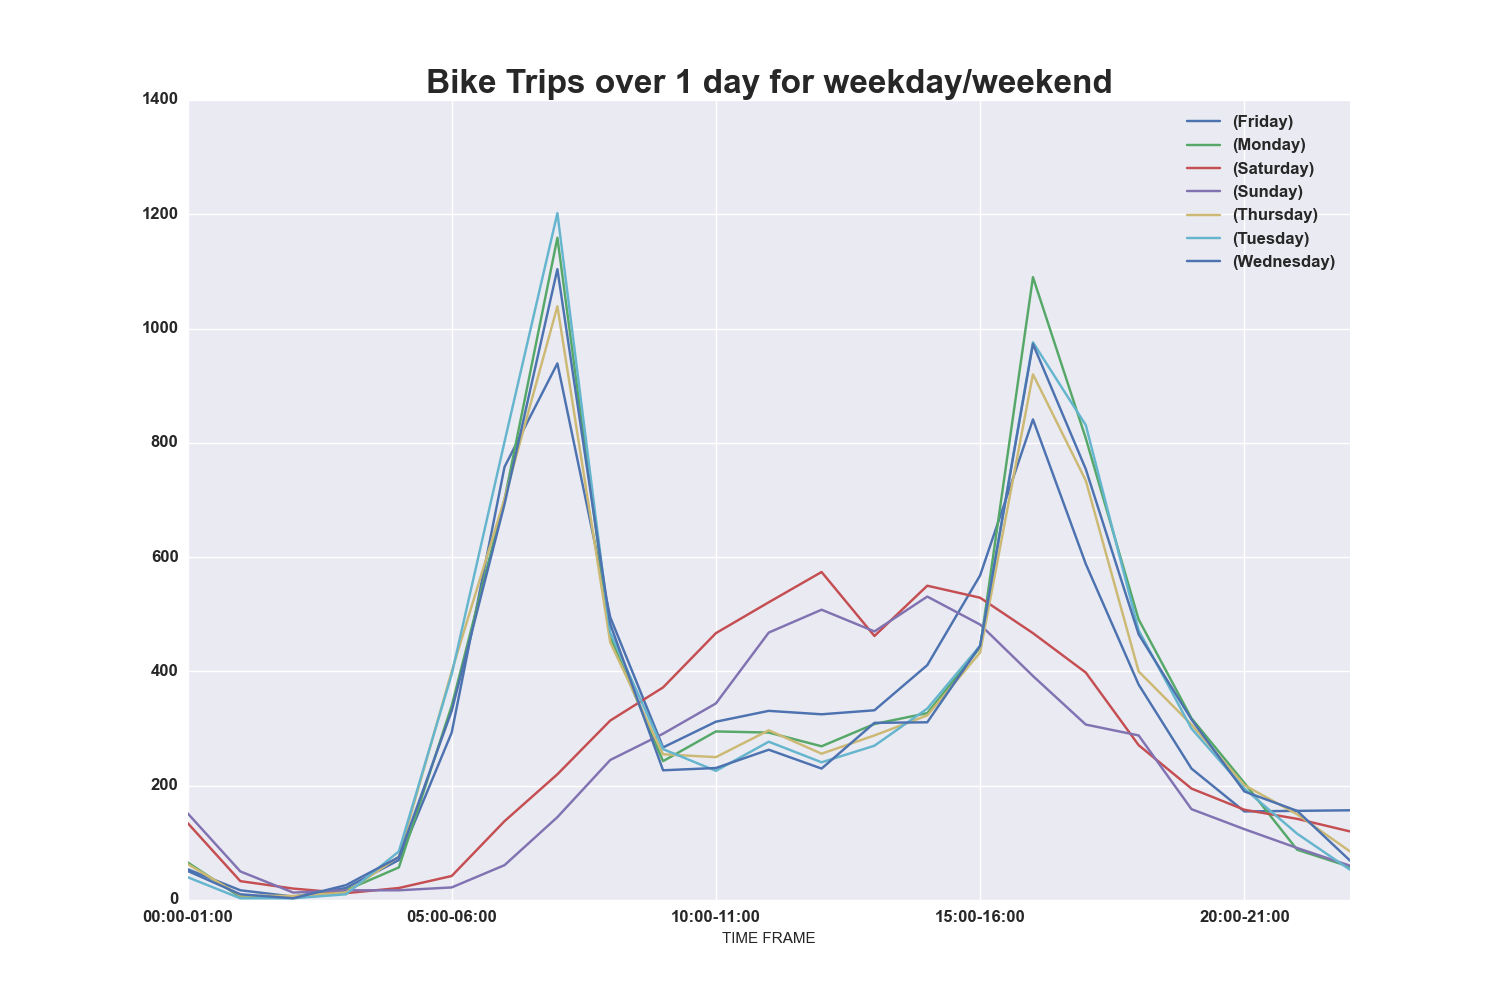 Bike Trips over 1 day for weekday/weekend
1400
1200
1000
800
600
400
200
0
(Friday)
(Monday)
(Saturday)
(Sunday)
(Thursday)
(Tuesday)
(Wednesday)
00:00-01:00 05:00-06:00 10:00-11:00 15:00-16:00 20:00-21:00
TIME FRAME